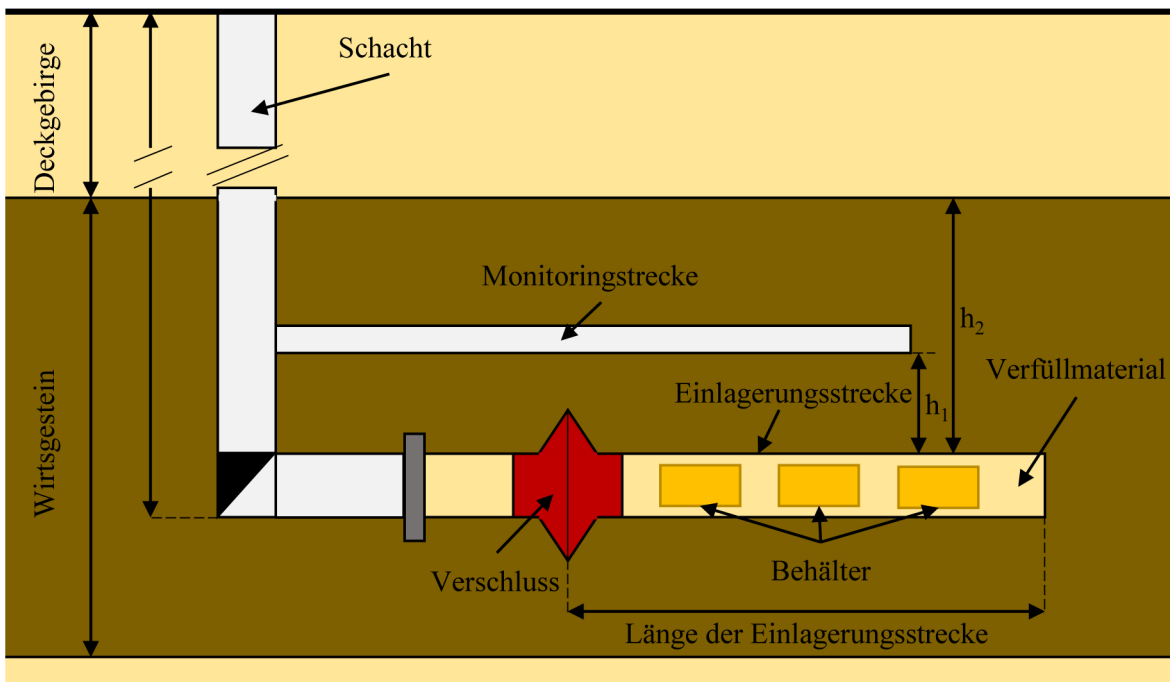 Schacht
Deckgebirge
Monitoringstrecke
h₂
Verfüllmaterial
Einlagerungsstrecke
h₁
Wirtsgestein
Verschluss
Behälter
Länge der Einlagerungsstrecke